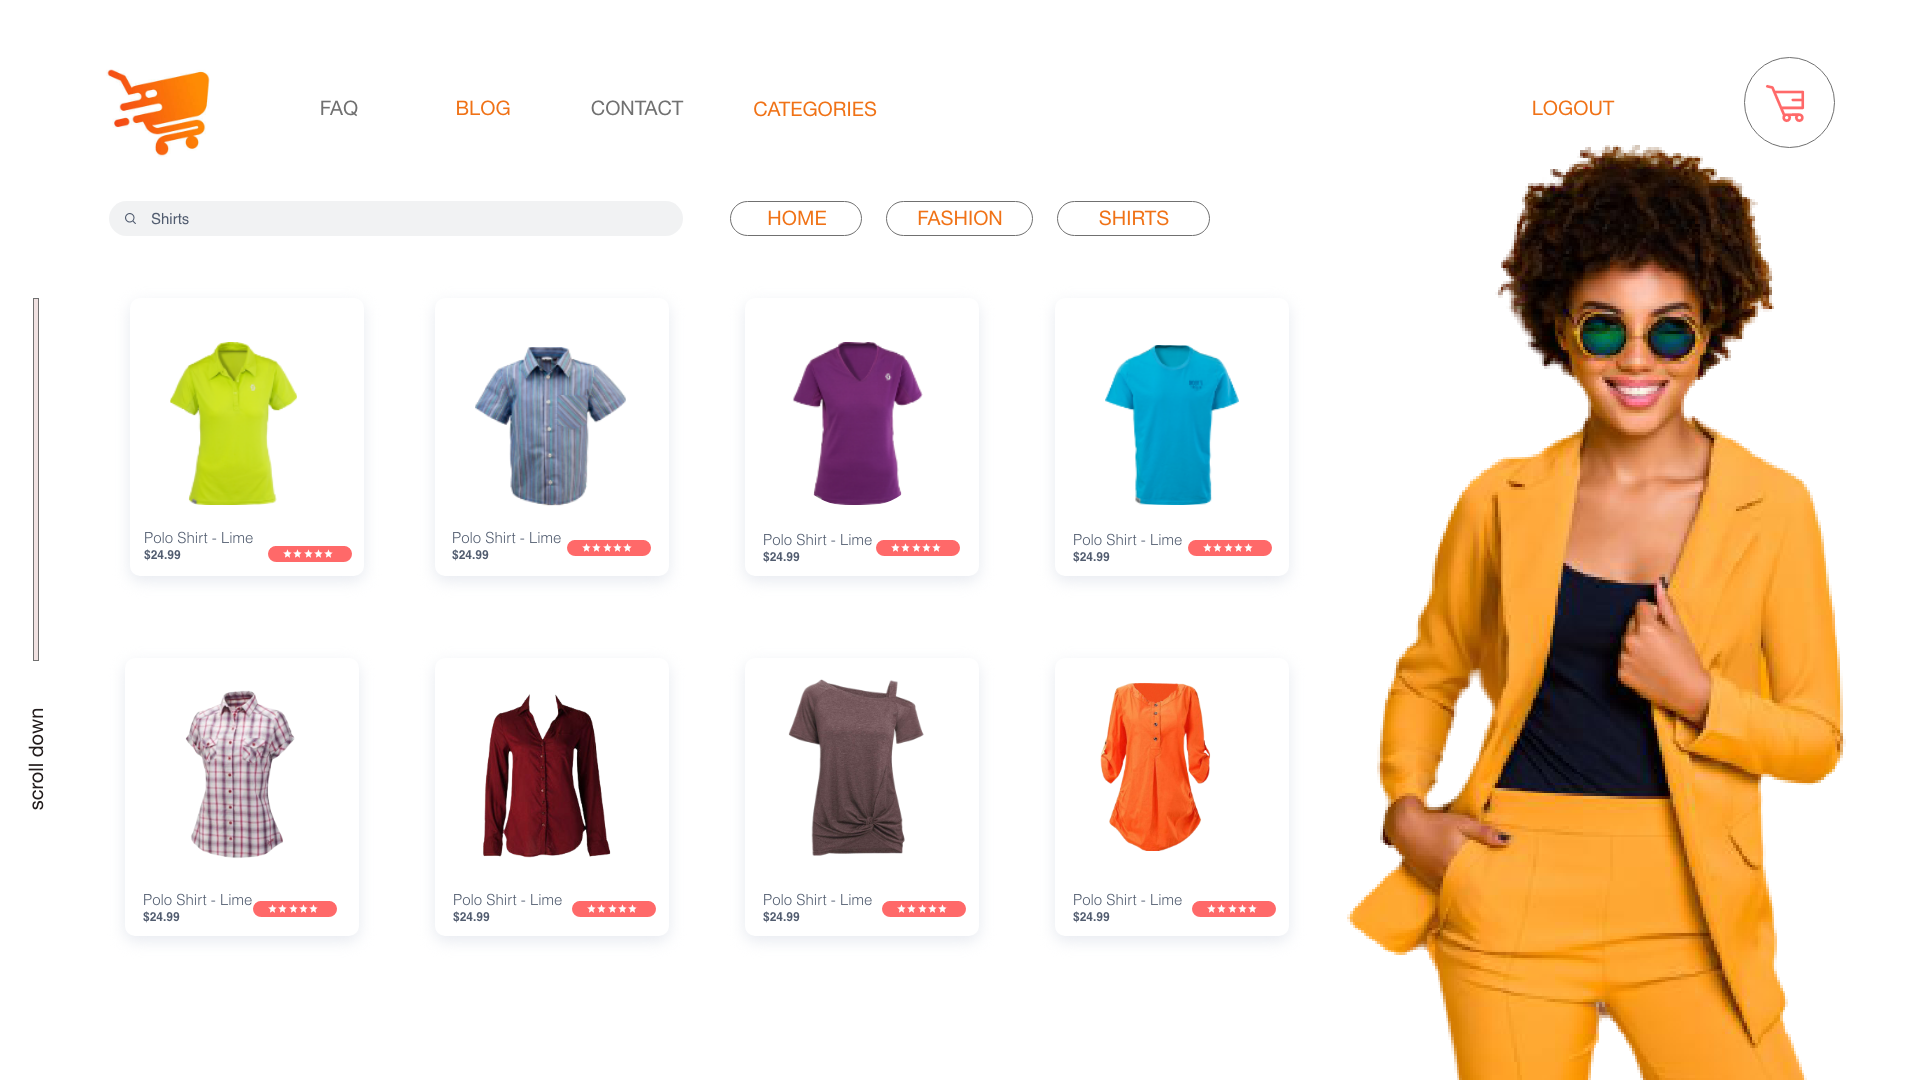 FAQ
BLOG
CONTACT
CATEGORIES
LOGOUT
Shirts
HOME
FASHION
SHIRTS
Polo Shirt - Lime
$24.99
Polo Shirt - Lime
$24.99
Polo Shirt - Lime
$24.99
Polo Shirt - Lime
$24.99
scroll down
Polo Shirt - Lime
$24.99
Polo Shirt - Lime
$24.99
Polo Shirt - Lime
$24.99
Polo Shirt - Lime
$24.99